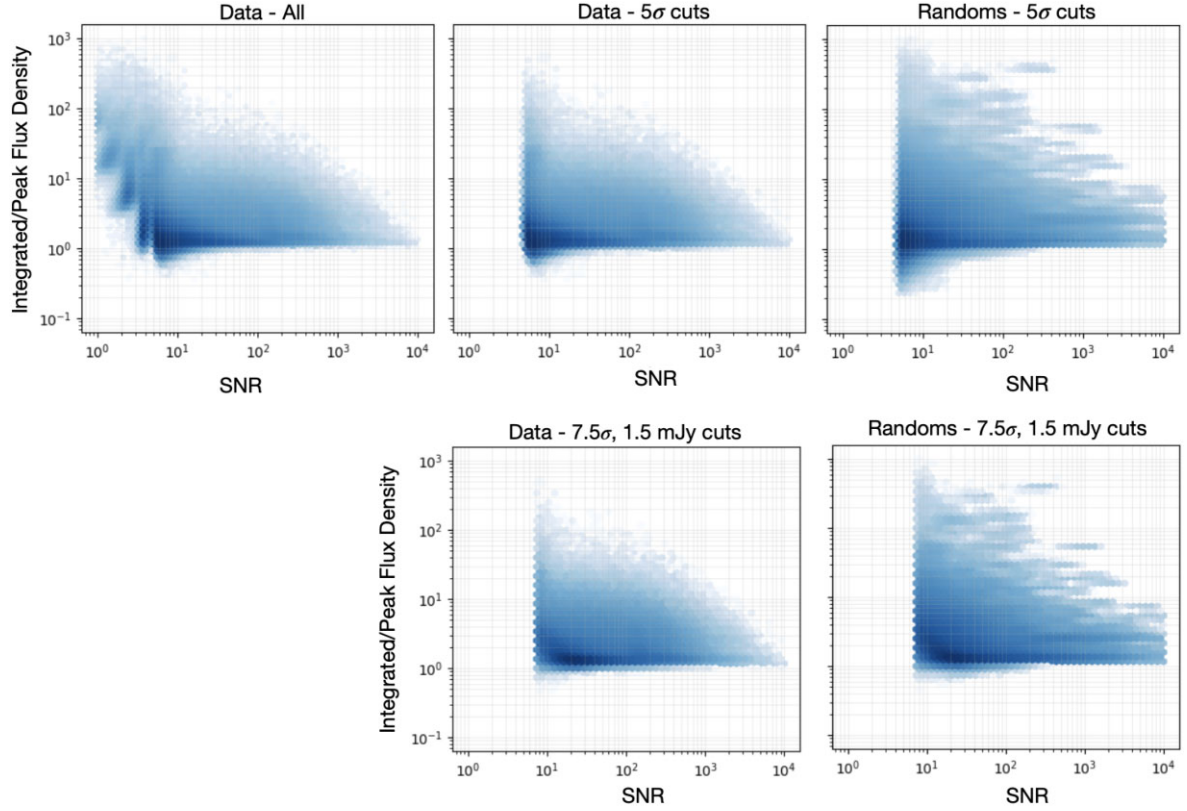 Data - All
Data - 5σ cuts
Randoms - 5σ cuts
Integrated/Peak Flux Density
10³
10²
10¹
10⁰
10⁻¹
10⁰ 10¹ 10² 10³ 10⁴
10⁰ 10¹ 10² 10³ 10⁴
10⁰ 10¹ 10² 10³ 10⁴
SNR
SNR
SNR
Data - 7.5σ, 1.5 mJy cuts
Randoms - 7.5σ, 1.5 mJy cuts
Integrated/Peak Flux Density
10³
10²
10¹
10⁰
10⁻¹
10⁰ 10¹ 10² 10³ 10⁴
10⁰ 10¹ 10² 10³ 10⁴
SNR
SNR